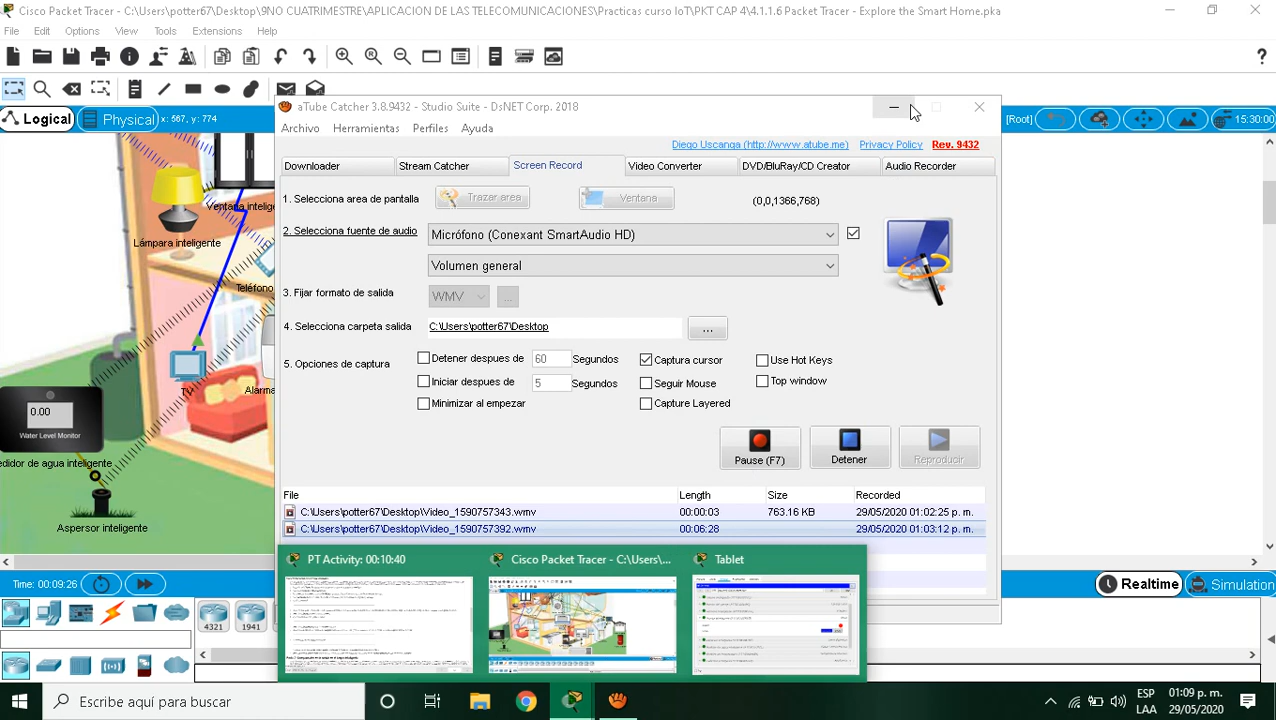 Cisco Packet Tracer - C:\Users\potter67\Desktop\9NO CUATRIMESTRE\APLICACION DE LAS TELECOMUNICACIONES\Practicas curso IoT\PKT CAP 4\4.1.1.6 Packet Tracer - Explore the Smart Home.pka
File Edit Options View Tools Extensions Help
Logical Physical x: 567, y: 774 [Root] 15:30:00
aTube Catcher 3.8.9432 - Studio Suite - DsNET Corp. 2018
Archivo Herramientas Perfiles Ayuda
Diego Uscanga (http://www.atube.me) Privacy Policy Rev. 9432
Downloader Stream Catcher Screen Record Video Converter DVD/BluRay/CD Creator Audio Recorder
1. Selecciona area de pantalla Trazar area Ventana (0,0,1366,768)
2. Selecciona fuente de audio Micrófono (Conexant SmartAudio HD)
Volumen general
3. Fijar formato de salida WMV ...
4. Selecciona carpeta salida C:\Users\potter67\Desktop ...
5. Opciones de captura Detener despues de 60 Segundos Captura cursor Use Hot Keys
Iniciar despues de 5 Segundos Seguir Mouse Top window
Minimizar al empezar Capture Layered
Pause (F7) Detener Reproducir
File Length Size Recorded
C:\Users\potter67\Desktop\Video_1590757343.wmv 00:00:03 763.16 KB 29/05/2020 01:02:25 p. m.
C:\Users\potter67\Desktop\Video_1590757392.wmv 00:06:28 29/05/2020 01:03:12 p. m.
Ventana intelige
Lámpara inteligente
Teléfono
TV
Alarma
0.00
Water Level Monitor
edidor de agua inteligente
Aspersor inteligente
PT Activity: 00:10:40 Cisco Packet Tracer - C:\Users\... Tablet
Time: 00:09:26 Realtime Simulation
4321 1941
Escribe aquí para buscar
ESP 01:09 p. m.
LAA 29/05/2020